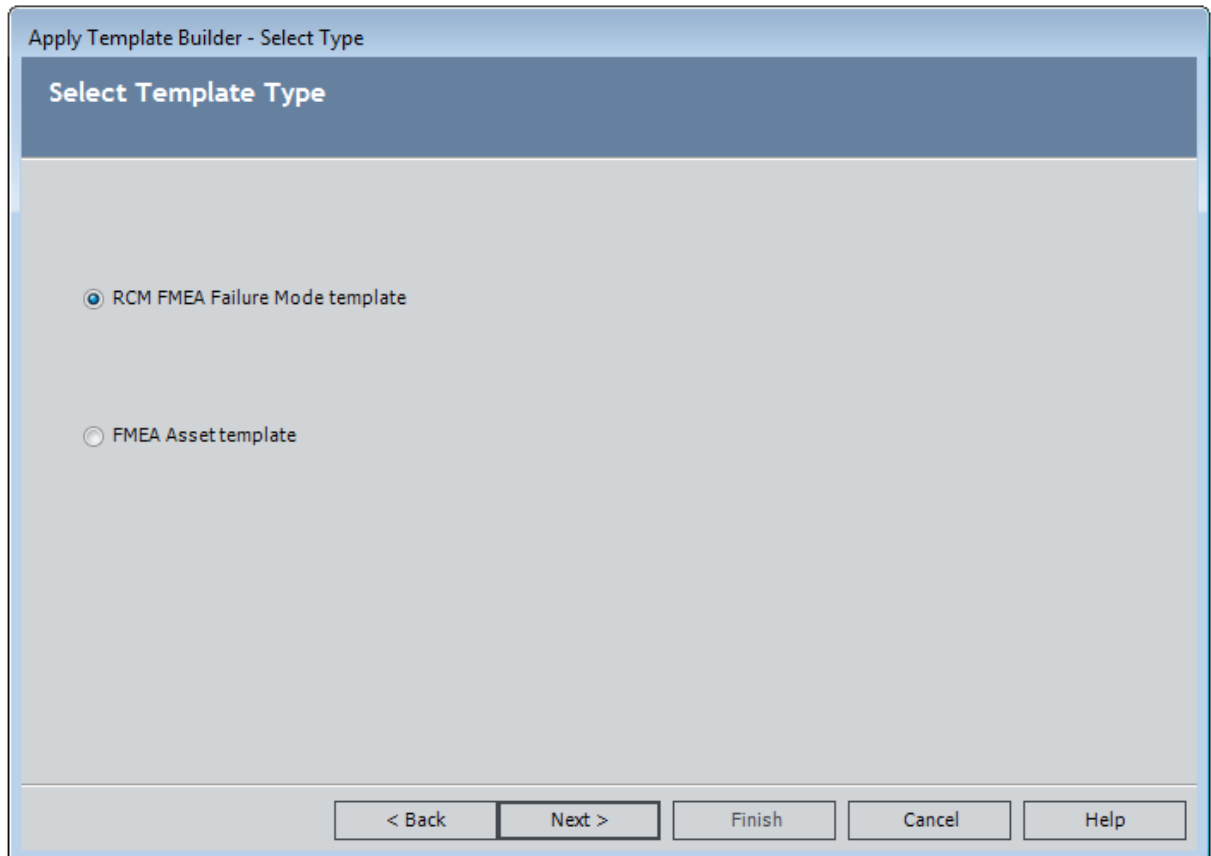 Apply Template Builder - Select Type
Select Template Type
RCM FMEA Failure Mode template
FMEA Asset template
< Back Next > Finish Cancel Help